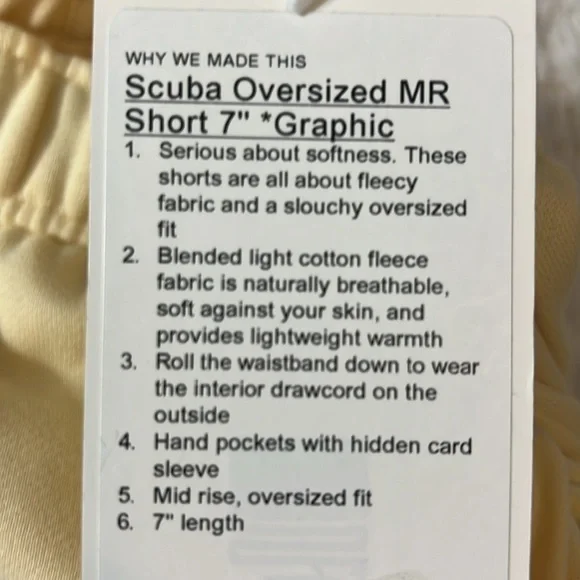 WHY WE MADE THIS
Scuba Oversized MR
Short 7" *Graphic
1. Serious about softness. These
shorts are all about fleecy
fabric and a slouchy oversized
fit
2. Blended light cotton fleece
fabric is naturally breathable,
soft against your skin, and
provides lightweight warmth
3. Roll the waistband down to wear
the interior drawcord on the
outside
4. Hand pockets with hidden card
sleeve
5. Mid rise, oversized fit
6. 7" length